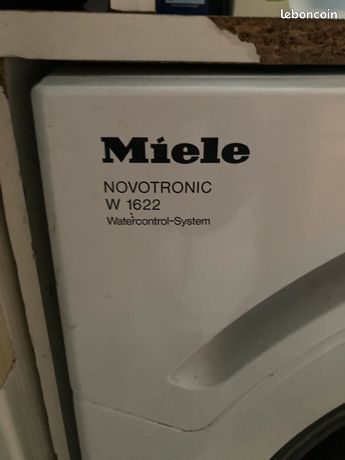 leboncoin
Miele
NOVOTRONIC
W 1622
Watercontrol-System